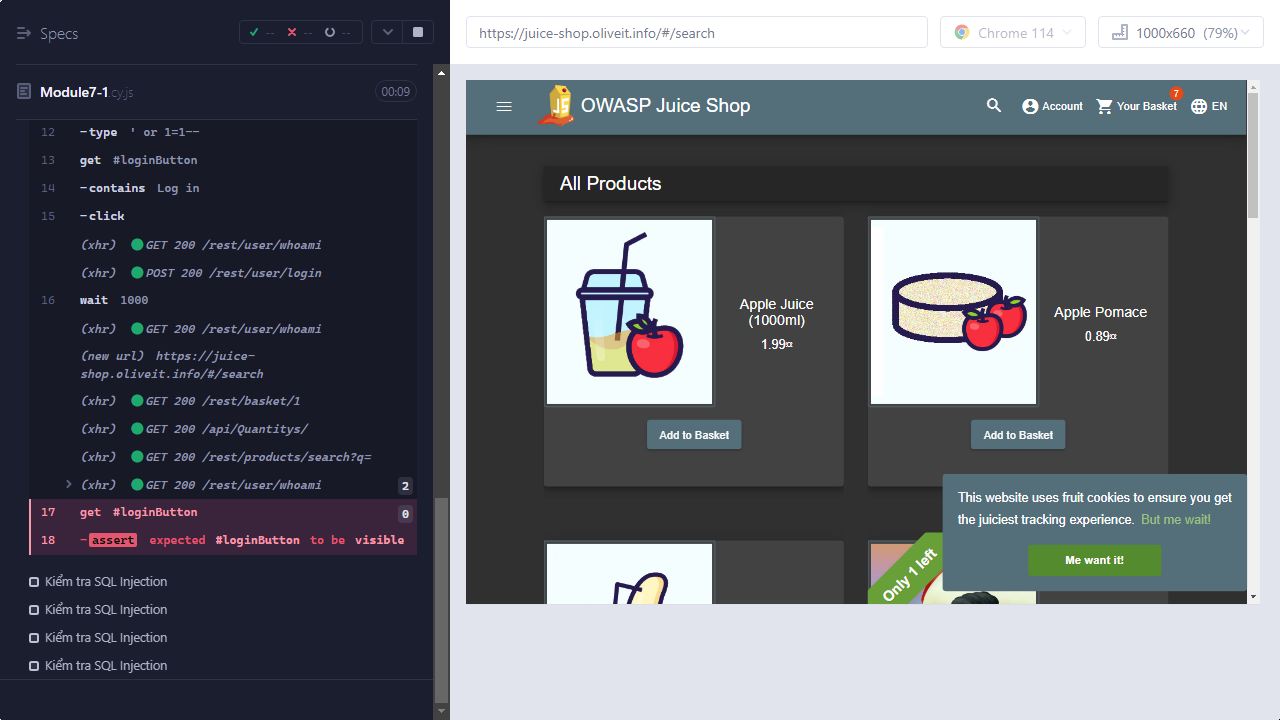 Specs
--
--
--
Module7-1.cy.js
00:09
12 -type ' or 1=1--
13 get #loginButton
14 -contains Log in
15 -click
(xhr) GET 200 /rest/user/whoami
(xhr) POST 200 /rest/user/login
16 wait 1000
(xhr) GET 200 /rest/user/whoami
(new url) https://juice-
shop.oliveit.info/#/search
(xhr) GET 200 /rest/basket/1
(xhr) GET 200 /api/Quantitys/
(xhr) GET 200 /rest/products/search?q=
(xhr) GET 200 /rest/user/whoami 2
17 get #loginButton 0
18 -assert expected #loginButton to be visible
Kiểm tra SQL Injection
Kiểm tra SQL Injection
Kiểm tra SQL Injection
Kiểm tra SQL Injection
https://juice-shop.oliveit.info/#/search
Chrome 114
1000x660 (79%)
JS
OWASP Juice Shop
Account
Your Basket
7
EN
All Products
Apple Juice
(1000ml)
1.99¤
Add to Basket
Apple Pomace
0.89¤
Add to Basket
Only 1 left
This website uses fruit cookies to ensure you get
the juiciest tracking experience. But me wait!
Me want it!